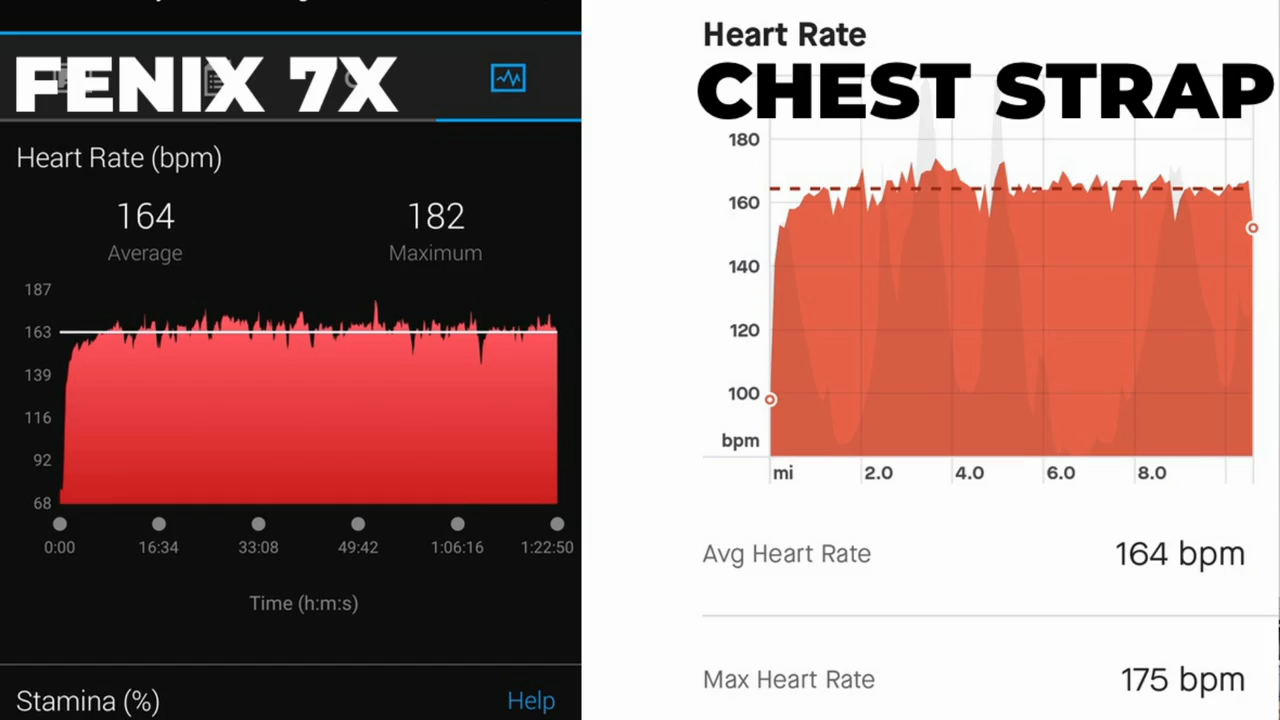 FENIX 7X
Heart Rate (bpm)
164
182
Average
Maximum
187
163
139
116
92
68
0:00
16:34
33:08
49:42
1:06:16
1:22:50
Time (h:m:s)
Stamina (%)
Help
Heart Rate
CHEST STRAP
180
160
140
120
100
bpm
mi
2.0
4.0
6.0
8.0
Avg Heart Rate
164 bpm
Max Heart Rate
175 bpm